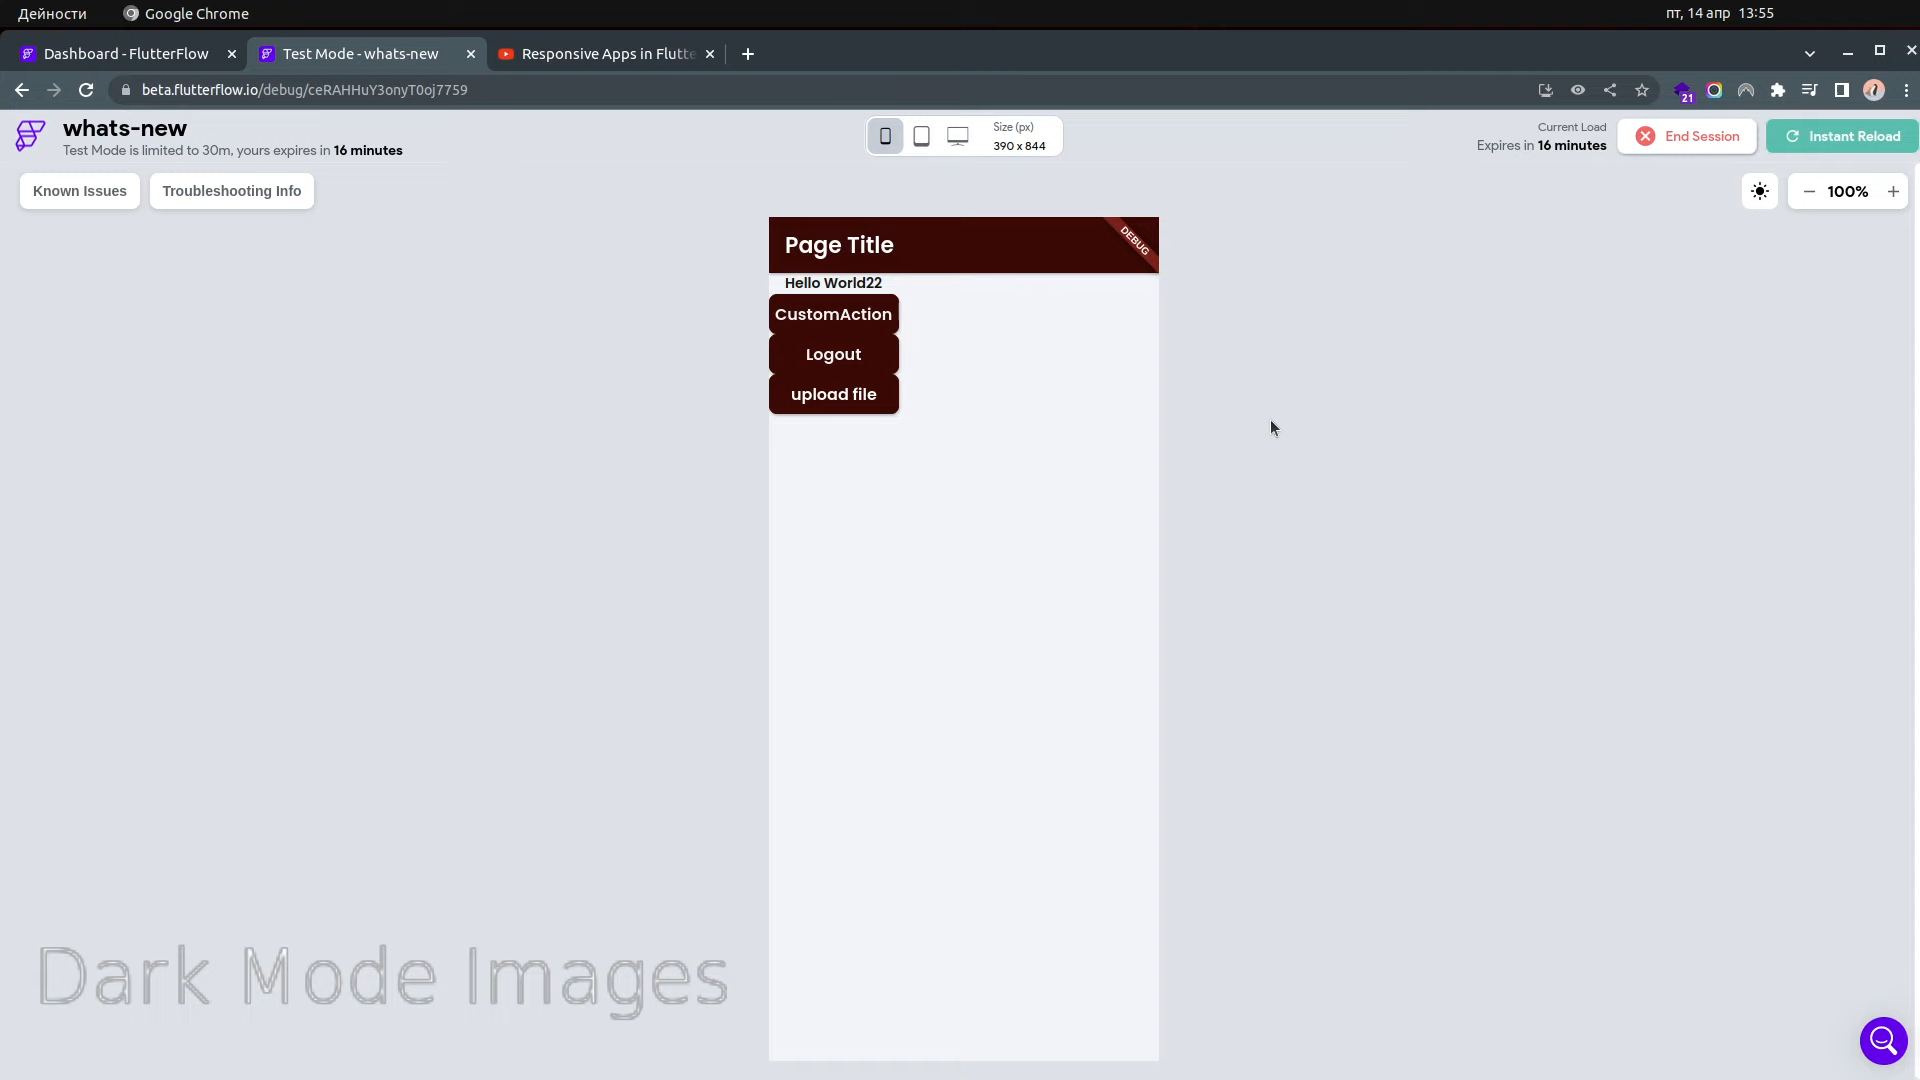 Дейности
Google Chrome
пт, 14 апр 13:55
Dashboard - FlutterFlow
Test Mode - whats-new
Responsive Apps in Flutte
beta.flutterflow.io/debug/ceRAHHuY3onyT0oj7759
21
whats-new
Test Mode is limited to 30m, yours expires in 16 minutes
Size (px)
390 x 844
Current Load
Expires in 16 minutes
End Session
Instant Reload
Known Issues
Troubleshooting Info
100%
Page Title
DEBUG
Hello World22
CustomAction
Logout
upload file
Dark Mode Images